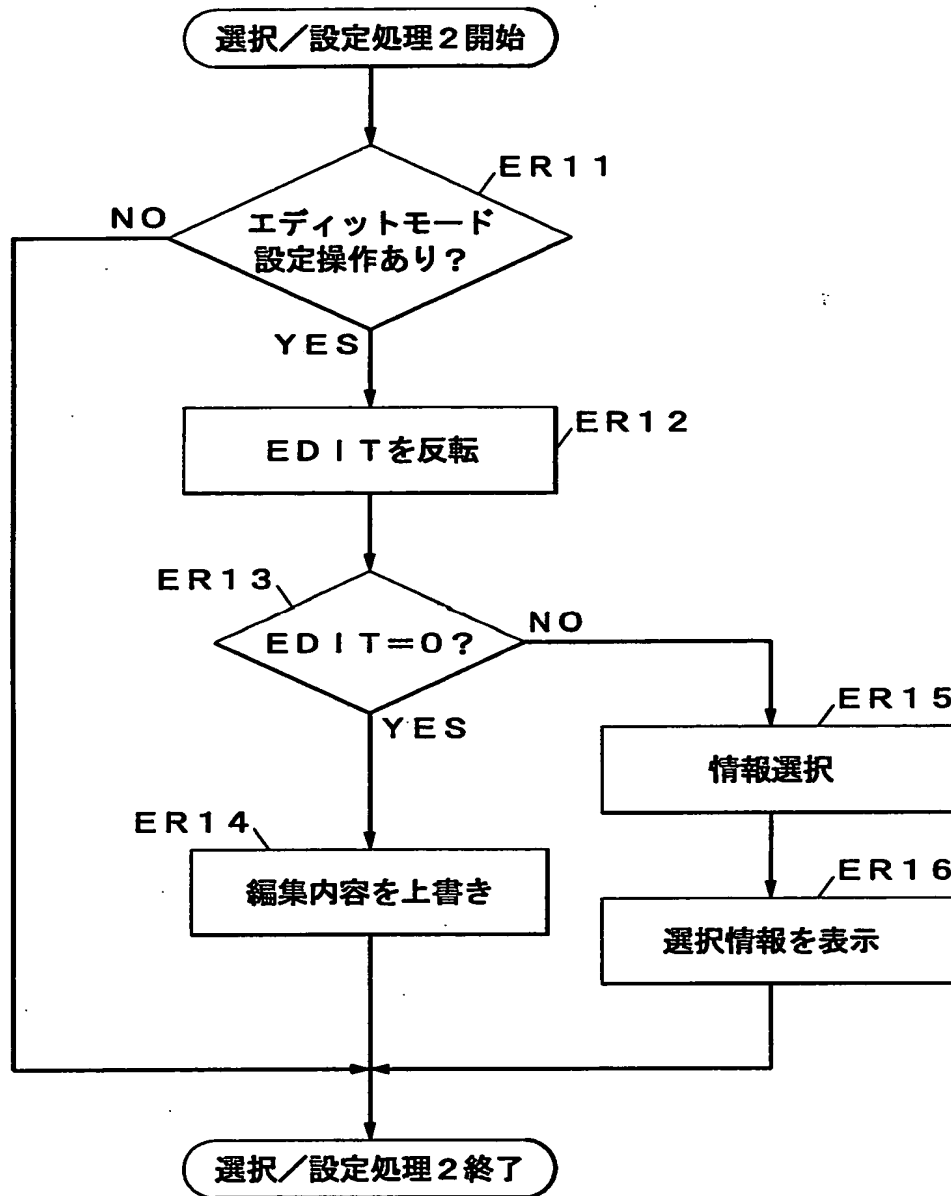 選択／設定処理２開始
ＥＲ１１
エディットモード
設定操作あり？
ＮＯ
ＹＥＳ
ＥＲ１２
ＥＤＩＴを反転
ＥＲ１３
ＥＤＩＴ＝０？
ＮＯ
ＹＥＳ
ＥＲ１５
情報選択
ＥＲ１４
編集内容を上書き
ＥＲ１６
選択情報を表示
選択／設定処理２終了